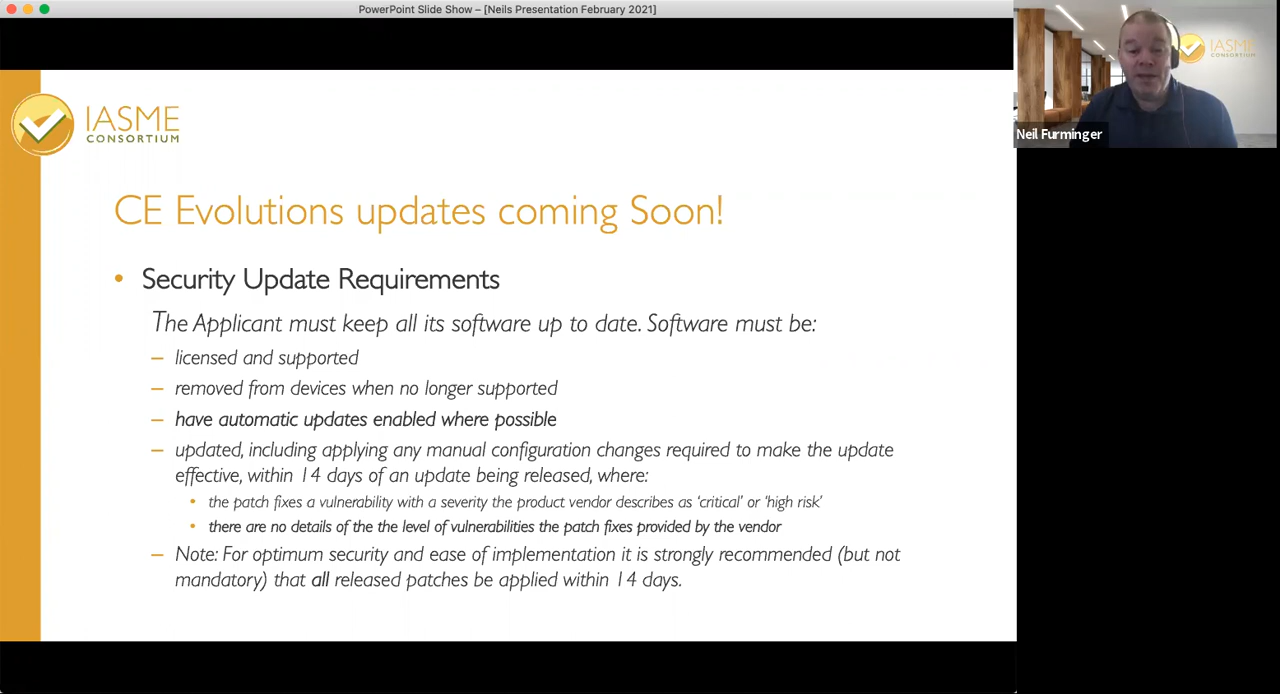 PowerPoint Slide Show – [Neils Presentation February 2021]
IASME
CONSORTIUM
IASME
CONSORTIUM
Neil Furminger
CE Evolutions updates coming Soon!
• Security Update Requirements
The Applicant must keep all its software up to date. Software must be:
– licensed and supported
– removed from devices when no longer supported
– have automatic updates enabled where possible
– updated, including applying any manual configuration changes required to make the update
effective, within 14 days of an update being released, where:
• the patch fixes a vulnerability with a severity the product vendor describes as ‘critical’ or ‘high risk’
• there are no details of the the level of vulnerabilities the patch fixes provided by the vendor
– Note: For optimum security and ease of implementation it is strongly recommended (but not
mandatory) that all released patches be applied within 14 days.